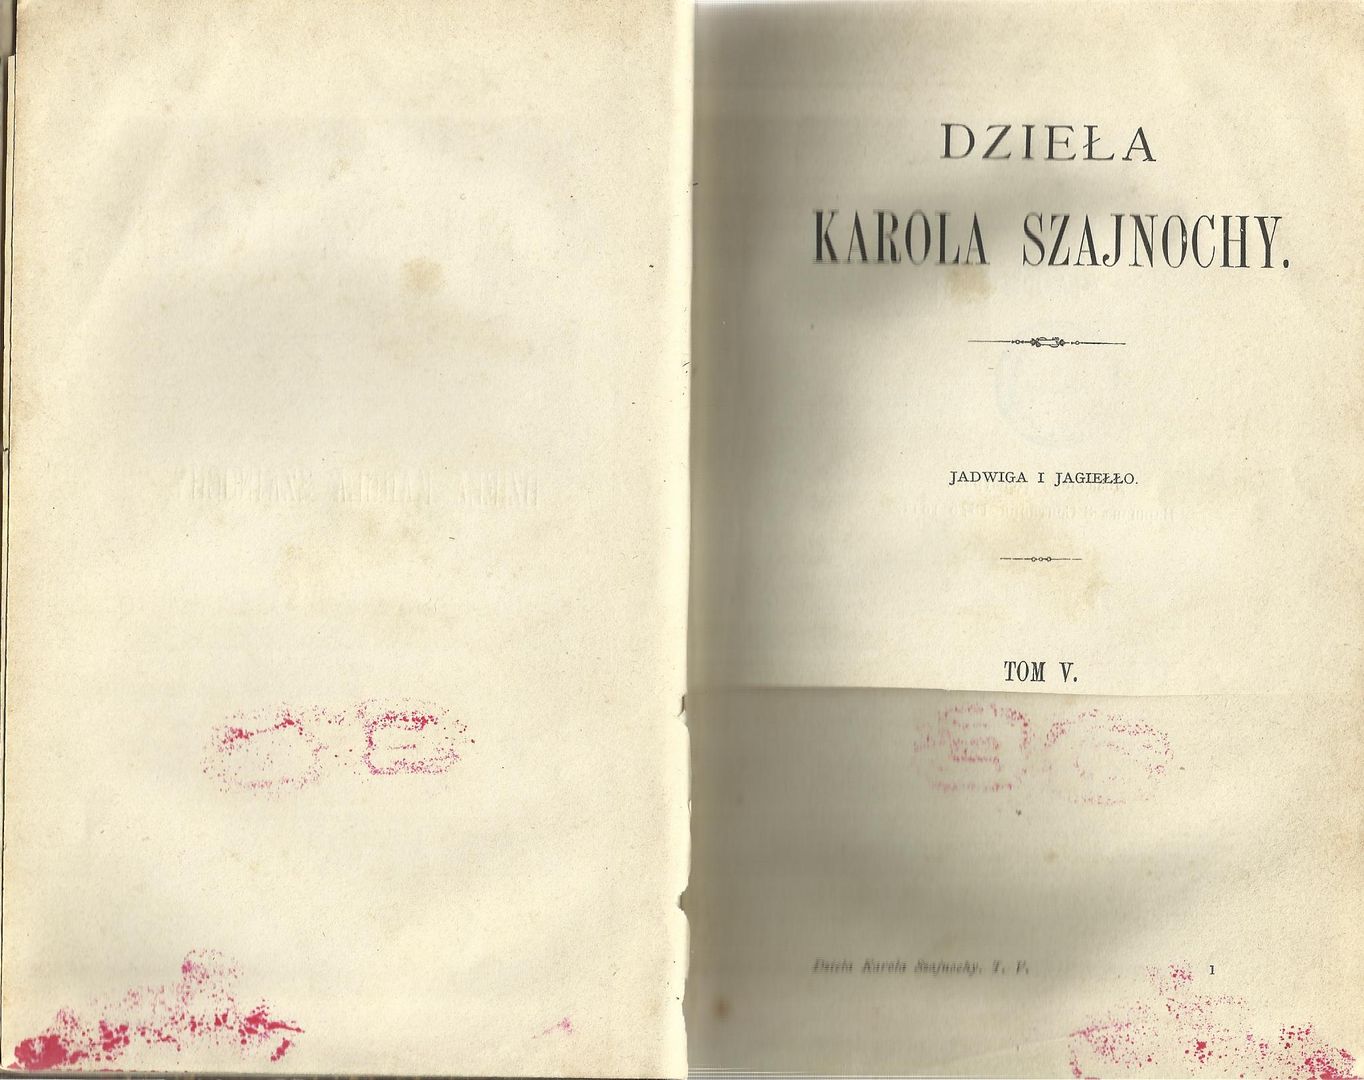 DZIEŁA
KAROLA SZAJNOCHY.
JADWIGA I JAGIEŁŁO.
TOM V.
Dzieła Karola Szajnochy. T. V.
1